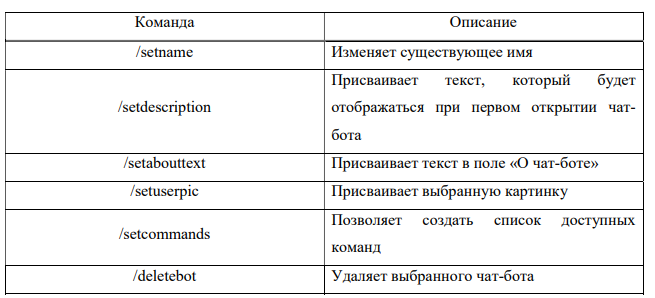 Команда Описание
/setname Изменяет существующее имя
/setdescription Присваивает текст, который будет
отображаться при первом открытии чат-
бота
/setabouttext Присваивает текст в поле «О чат-боте»
/setuserpic Присваивает выбранную картинку
/setcommands Позволяет создать список доступных
команд
/deletebot Удаляет выбранного чат-бота